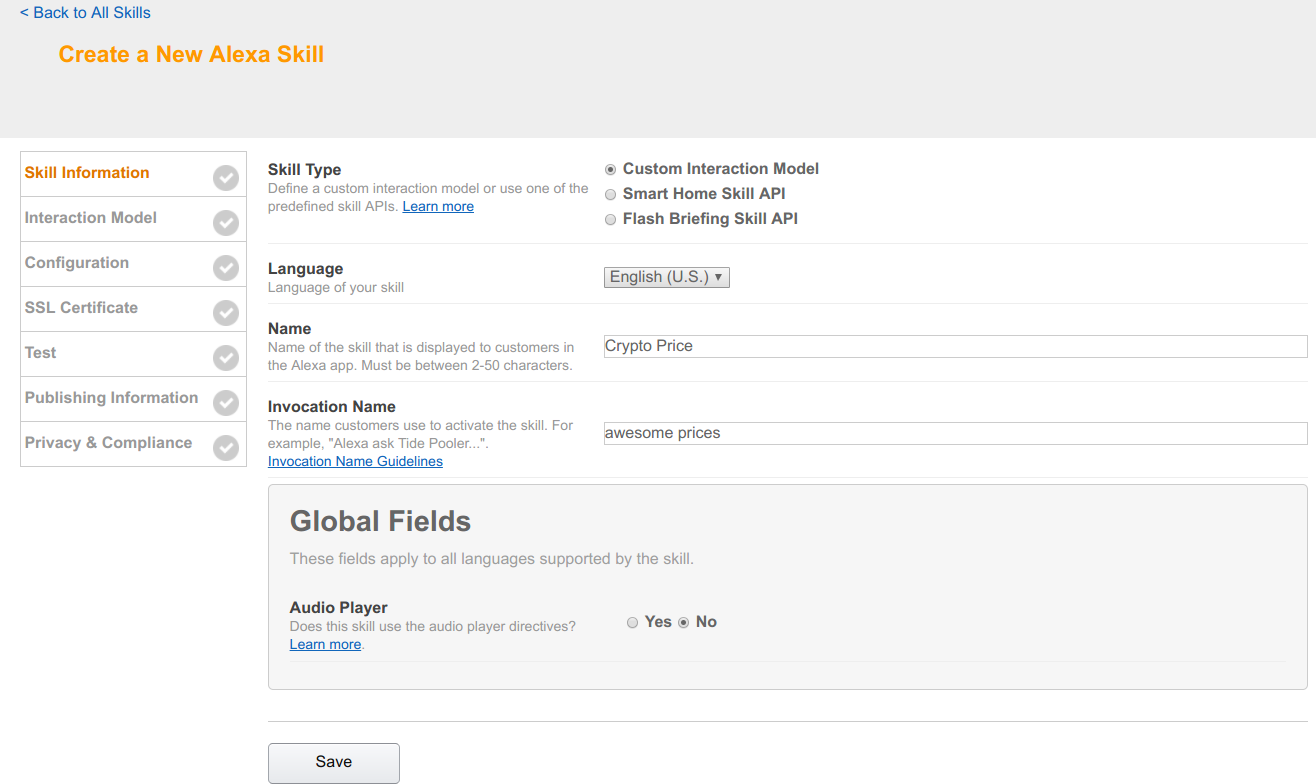 < Back to All Skills
Create a New Alexa Skill
Skill Information
Interaction Model
Configuration
SSL Certificate
Test
Publishing Information
Privacy & Compliance
Skill Type
Define a custom interaction model or use one of the
predefined skill APIs. Learn more
Custom Interaction Model
Smart Home Skill API
Flash Briefing Skill API
Language
Language of your skill
English (U.S.) ▼
Name
Name of the skill that is displayed to customers in
the Alexa app. Must be between 2-50 characters.
Crypto Price
Invocation Name
The name customers use to activate the skill. For
example, "Alexa ask Tide Pooler...".
Invocation Name Guidelines
awesome prices
Global Fields
These fields apply to all languages supported by the skill.
Audio Player
Does this skill use the audio player directives?
Learn more.
Yes No
Save